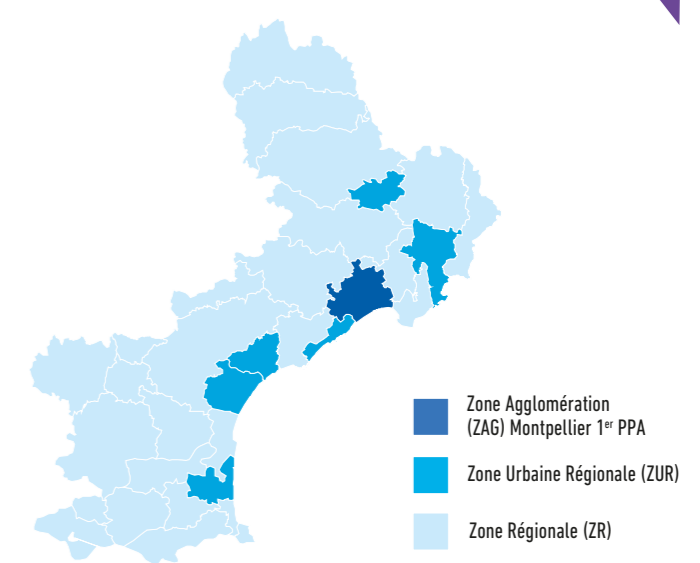 Zone Agglomération
(ZAG) Montpellier 1er PPA
Zone Urbaine Régionale (ZUR)
Zone Régionale (ZR)